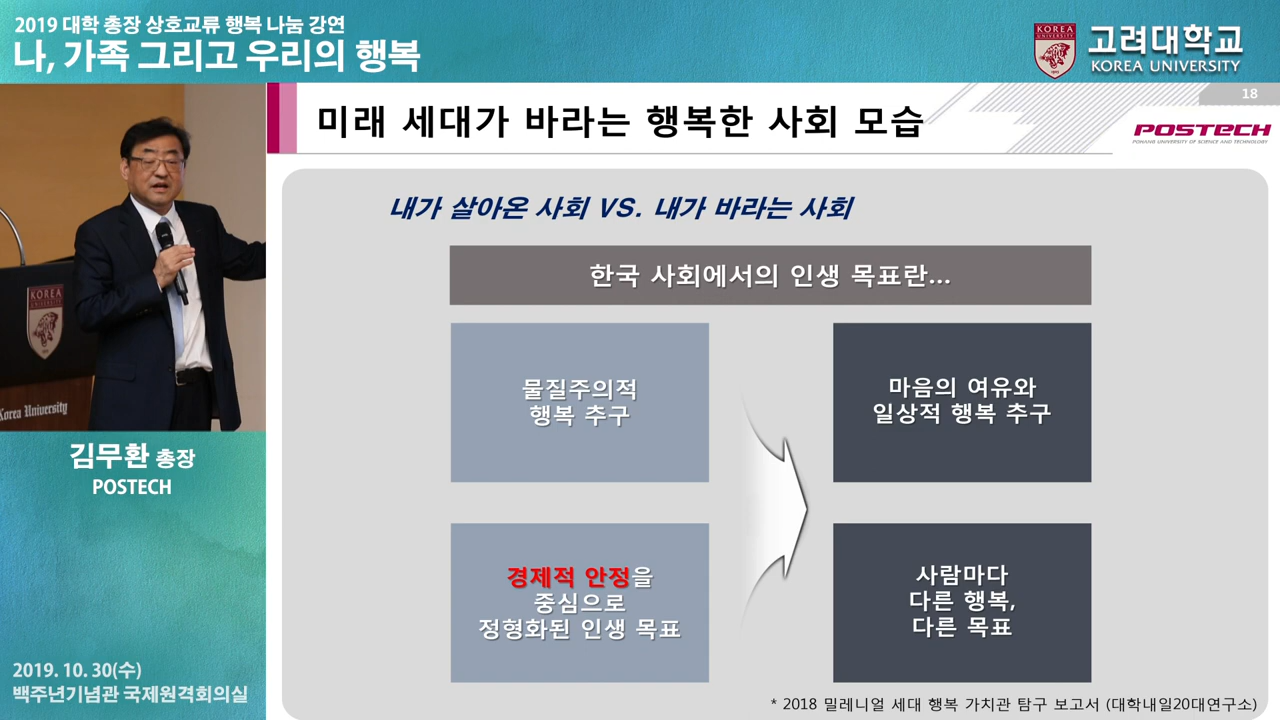 2019 대학 총장 상호교류 행복 나눔 강연
나, 가족 그리고 우리의 행복
KOREA
UNIVERSITY
1905
고려대학교
KOREA UNIVERSITY
18
미래 세대가 바라는 행복한 사회 모습
POSTECH
POHANG UNIVERSITY OF SCIENCE AND TECHNOLOGY
내가 살아온 사회 VS. 내가 바라는 사회
한국 사회에서의 인생 목표란...
물질주의적
행복 추구
마음의 여유와
일상적 행복 추구
경제적 안정을
중심으로
정형화된 인생 목표
사람마다
다른 행복,
다른 목표
* 2018 밀레니얼 세대 행복 가치관 탐구 보고서 (대학내일20대연구소)
KOREA
UNIVERSITY
Korea University
김무환 총장
POSTECH
2019. 10. 30(수)
백주년기념관 국제원격회의실